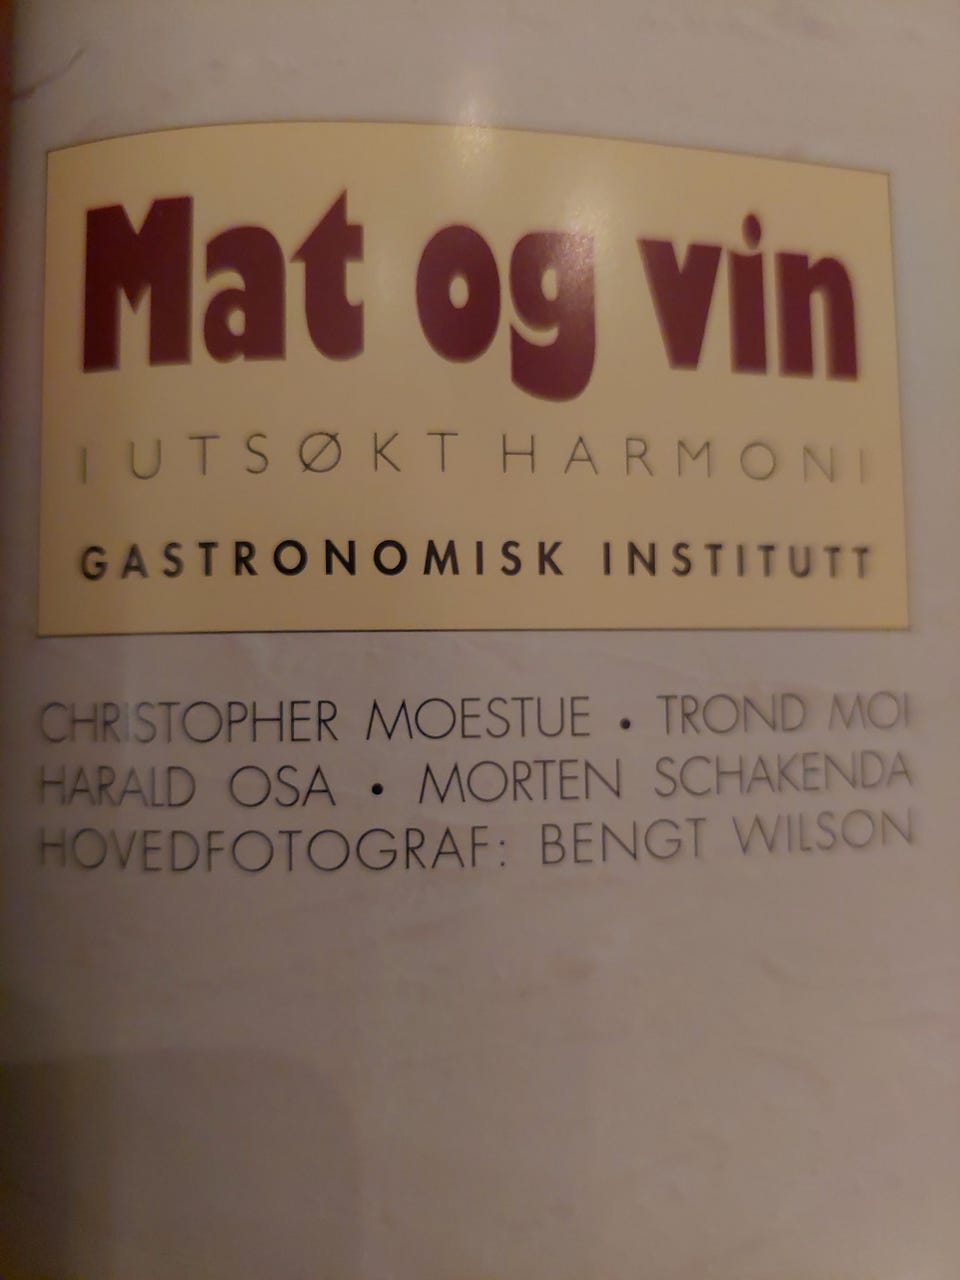 Mat og vin
I UTSØKT HARMONI
GASTRONOMISK INSTITUTT
CHRISTOPHER MOESTUE • TROND MOI
HARALD OSA • MORTEN SCHAKENDA
HOVEDFOTOGRAF: BENGT WILSON